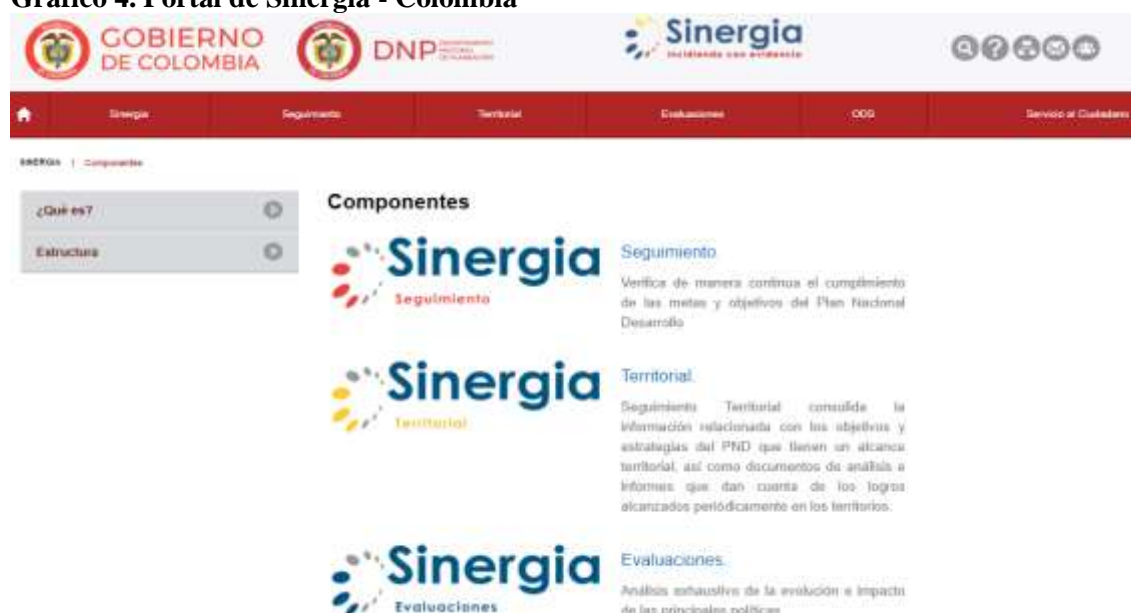 Gráfico 4. Portal de Sinergia - Colombia
GOBIERNO DE COLOMBIA
DNP
Sinergia
incidiendo con evidencia
Sinergia Seguimiento Territorial Evaluaciones ODS Servicio al Ciudadano
SINERGIA | Componentes
¿Qué es?
Estructura
Componentes
Sinergia
Seguimiento
Seguimiento
Verifica de manera continua el cumplimiento
de las metas y objetivos del Plan Nacional
Desarrollo
Sinergia
Territorial
Territorial.
Seguimiento Territorial consolida la
información relacionada con los objetivos y
estrategias del PND que tienen un alcance
territorial, así como documentos de análisis e
informes que dan cuenta de los logros
alcanzados periódicamente en los territorios.
Sinergia
Evaluaciones
Evaluaciones.
Análisis exhaustivo de la evolución e impacto
de las principales políticas